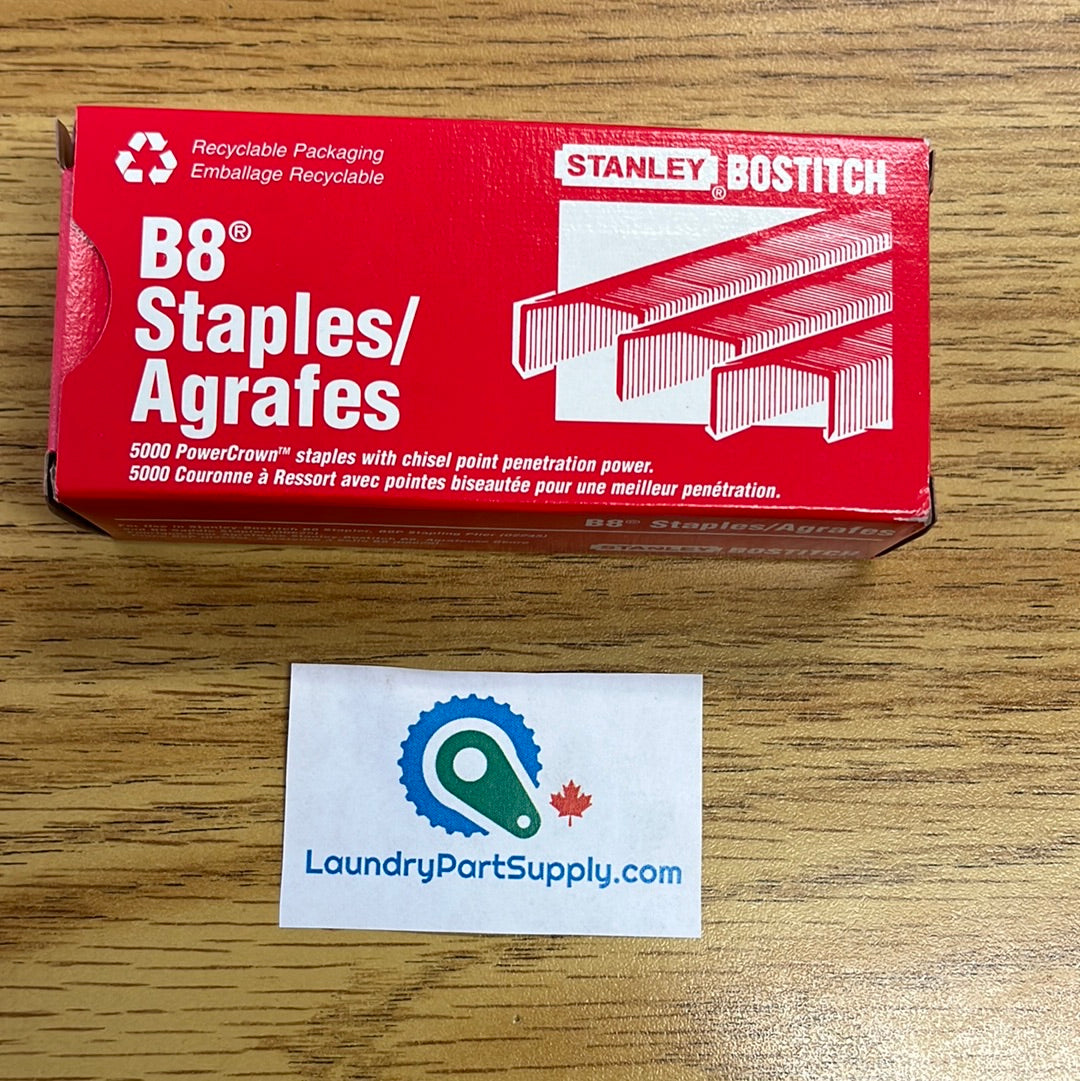 Recyclable Packaging
Emballage Recyclable
STANLEY® BOSTITCH
B8®
Staples/
Agrafes
5000 PowerCrown™ staples with chisel point penetration power.
5000 Couronne à Ressort avec pointes biseautée pour une meilleur penétration.
B8® Staples/Agrafes
STANLEY BOSTITCH
LaundryPartSupply.com